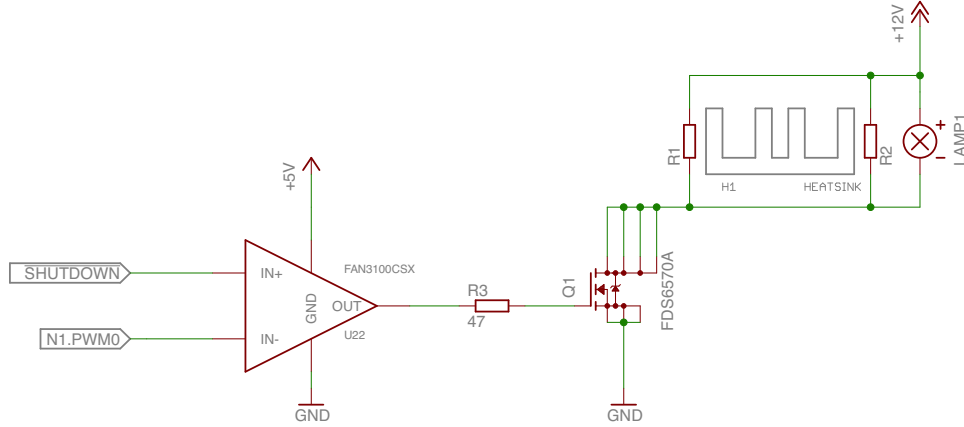 +12V
R1
R2
LAMP1
H1
HEATSINK
+5V
SHUTDOWN
IN+
FAN3100CSX
GND
OUT
R3
47
Q1
FDS6570A
N1.PWM0
IN-
U22
GND
GND
+
-